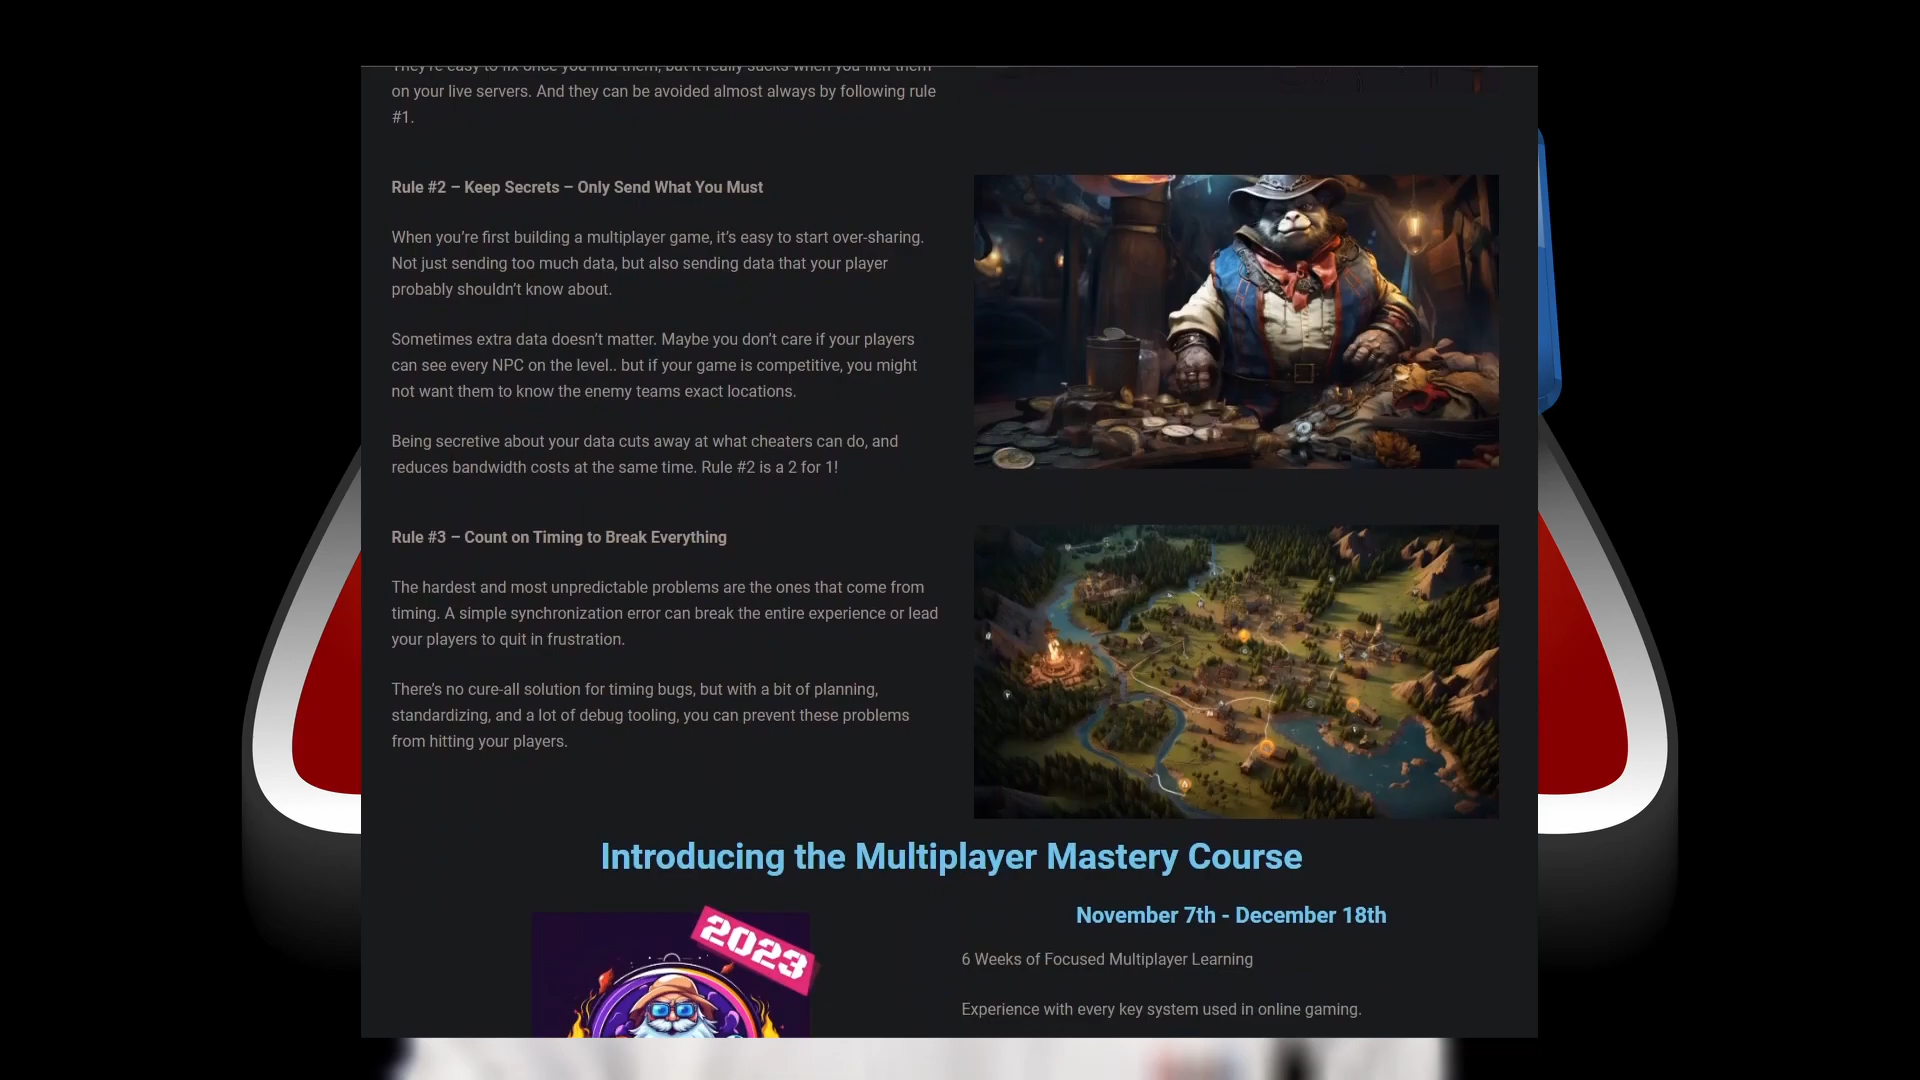 They're easy to fix once you find them, but it really sucks when you find them
on your live servers. And they can be avoided almost always by following rule
#1.
Rule #2 – Keep Secrets – Only Send What You Must
When you’re first building a multiplayer game, it’s easy to start over-sharing.
Not just sending too much data, but also sending data that your player
probably shouldn’t know about.
Sometimes extra data doesn’t matter. Maybe you don’t care if your players
can see every NPC on the level.. but if your game is competitive, you might
not want them to know the enemy teams exact locations.
Being secretive about your data cuts away at what cheaters can do, and
reduces bandwidth costs at the same time. Rule #2 is a 2 for 1!
Rule #3 – Count on Timing to Break Everything
The hardest and most unpredictable problems are the ones that come from
timing. A simple synchronization error can break the entire experience or lead
your players to quit in frustration.
There’s no cure-all solution for timing bugs, but with a bit of planning,
standardizing, and a lot of debug tooling, you can prevent these problems
from hitting your players.
Introducing the Multiplayer Mastery Course
2023
November 7th - December 18th
6 Weeks of Focused Multiplayer Learning
Experience with every key system used in online gaming.